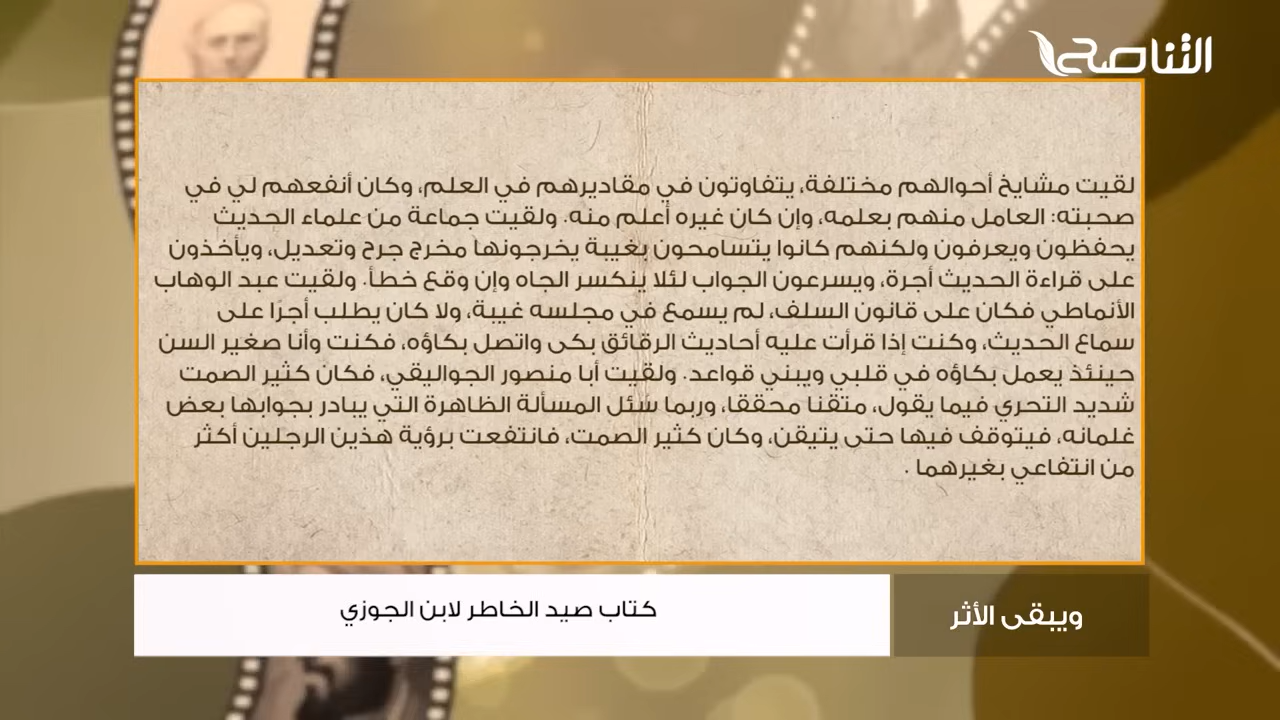 التناصح
لقيت مشايخ أحوالهم مختلفة، يتفاوتون في مقاديرهم في العلم، وكان أنفعهم لي في
صحبته: العامل منهم بعلمه، وإن كان غيره أعلم منه. ولقيت جماعة من علماء الحديث
يحفظون ويعرفون ولكنهم كانوا يتسامحون بغيبة يخرجونها مخرج جرح وتعديل، ويأخذون
على قراءة الحديث أجرة، ويسرعون الجواب لئلا ينكسر الجاه وإن وقع خطأ. ولقيت عبد الوهاب
الأنماطي فكان على قانون السلف، لم يسمع في مجلسه غيبة، ولا كان يطلب أجرًا على
سماع الحديث، وكنت إذا قرأت عليه أحاديث الرقائق بكى واتصل بكاؤه، فكنت وأنا صغير السن
حينئذ يعمل بكاؤه في قلبي ويبني قواعد. ولقيت أبا منصور الجواليقي، فكان كثير الصمت
شديد التحري فيما يقول، متقنا محققا، وربما سئل المسألة الظاهرة التي يبادر بجوابها بعض
غلمانه، فيتوقف فيها حتى يتيقن، وكان كثير الصمت، فانتفعت برؤية هذين الرجلين أكثر
من انتفاعي بغيرهما .
ويبقى الأثر
كتاب صيد الخاطر لابن الجوزي